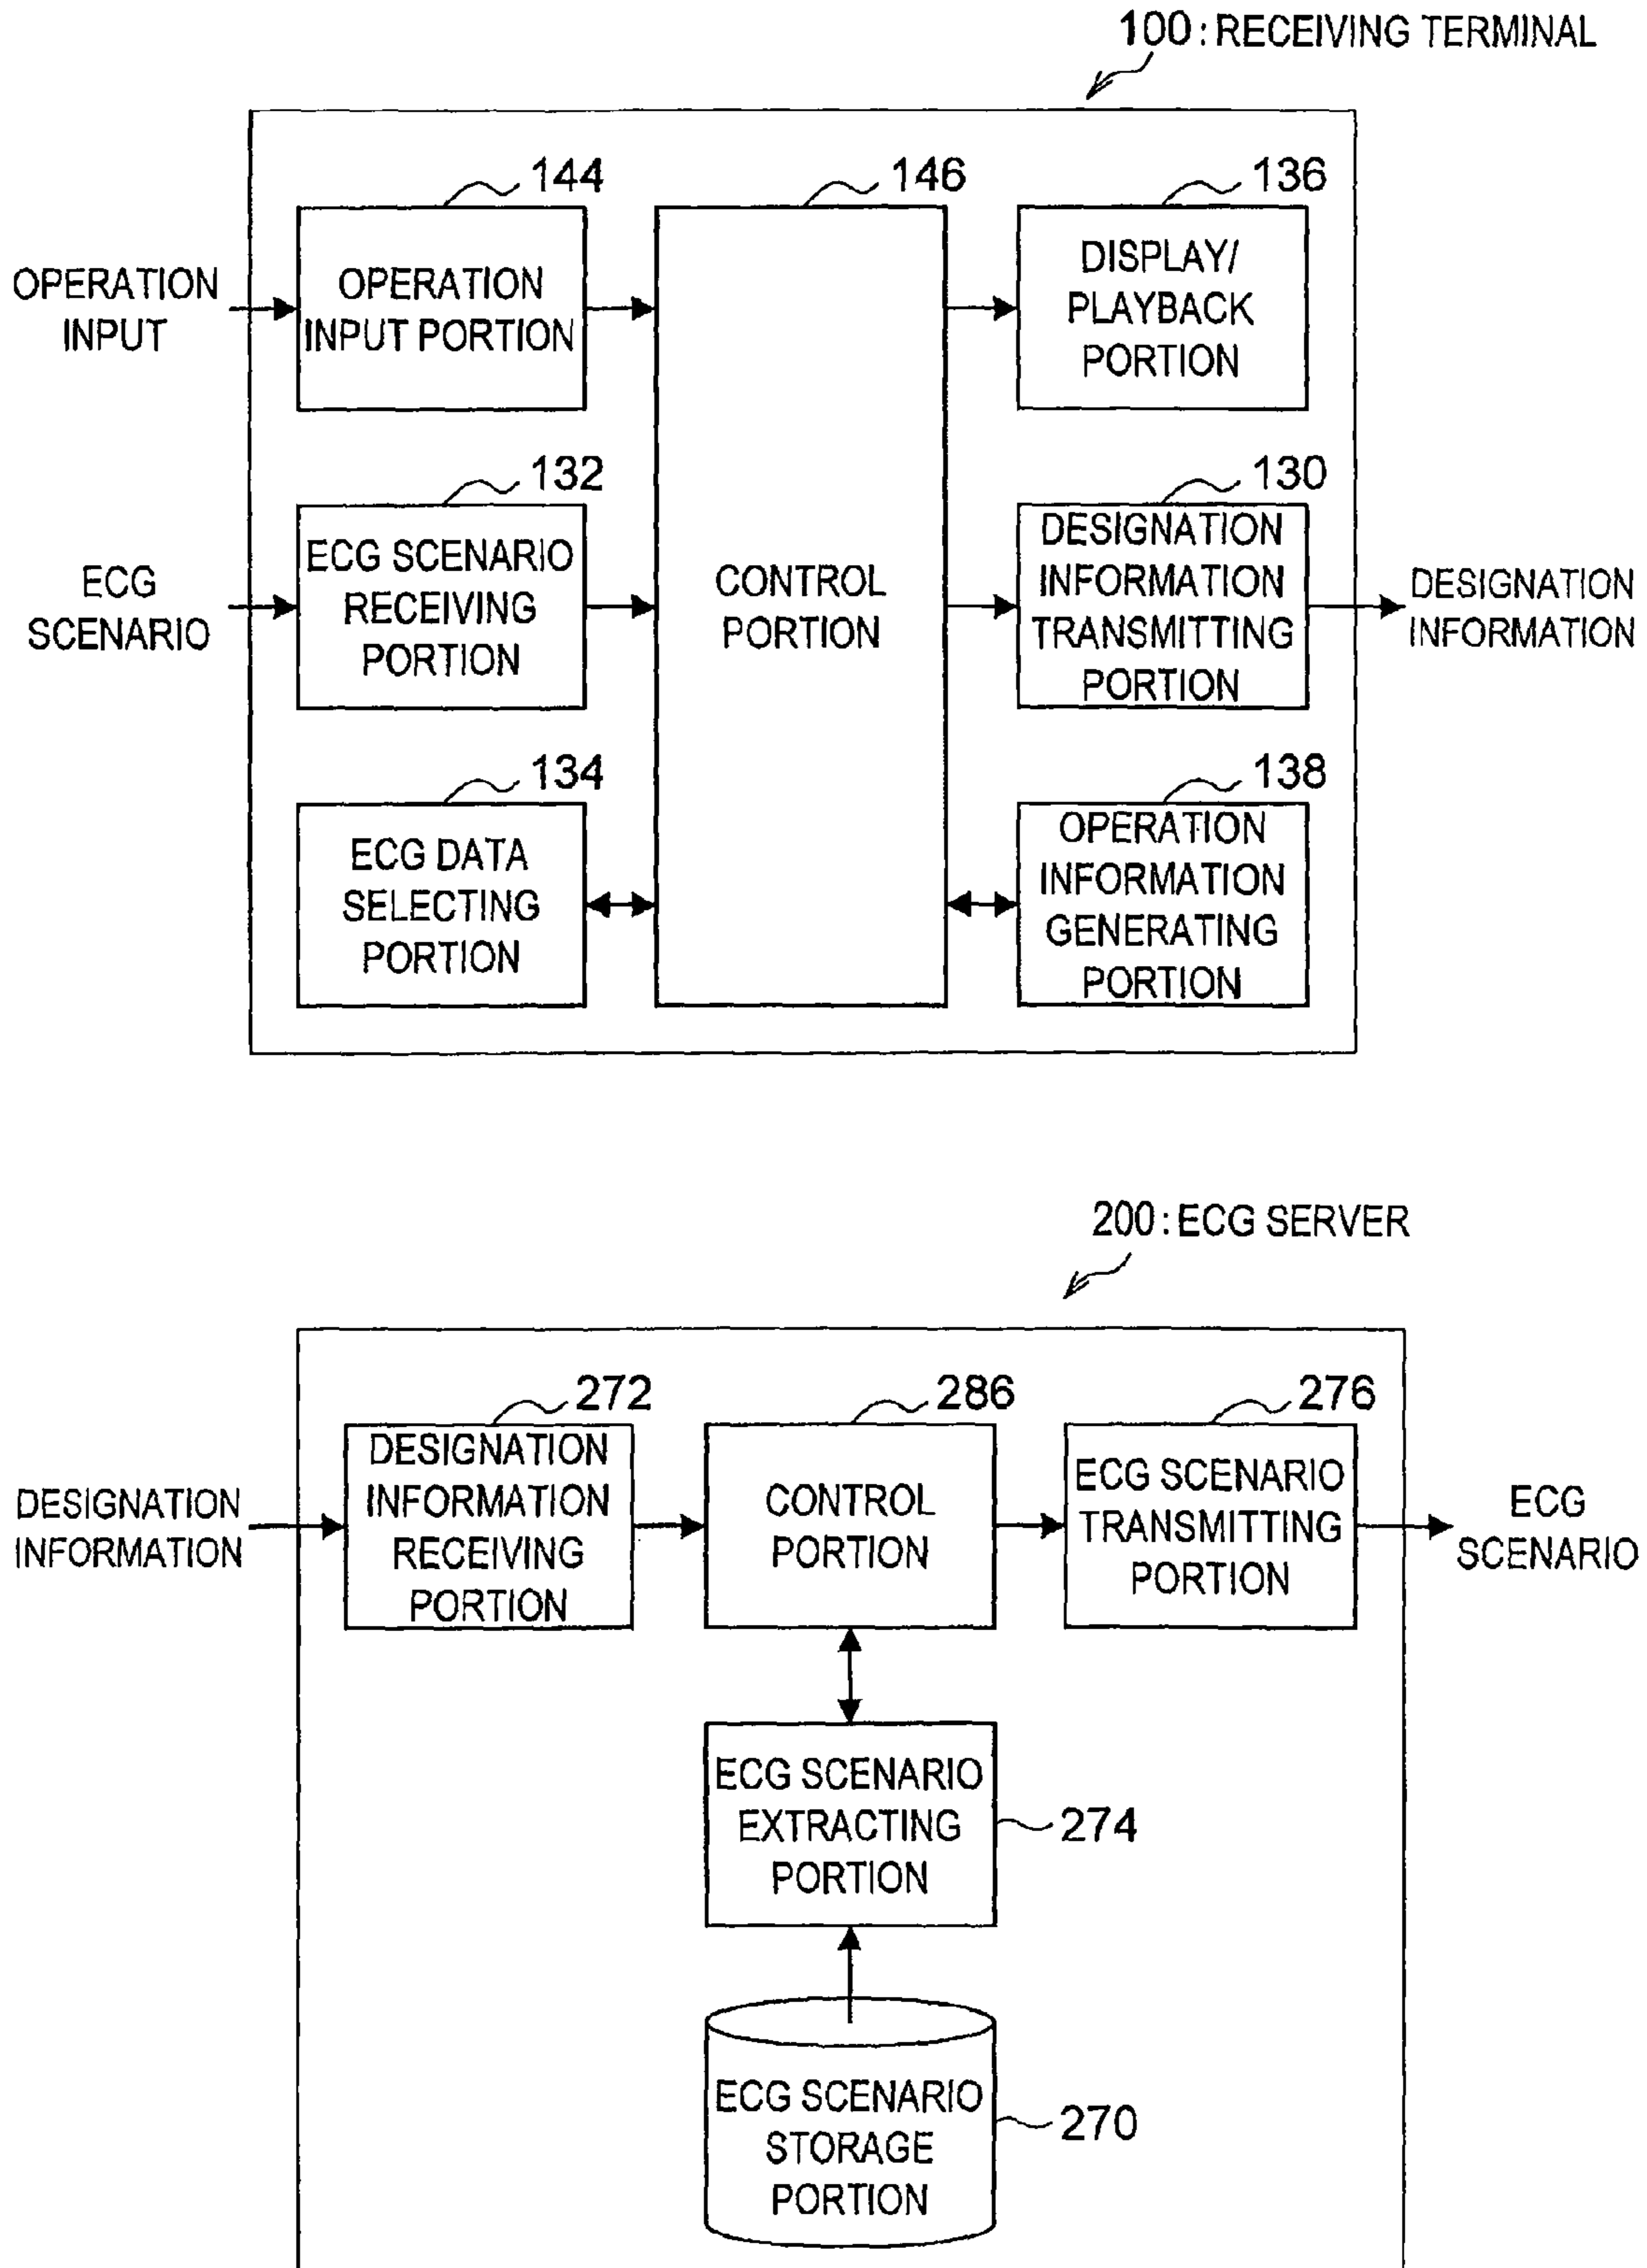 100 : RECEIVING TERMINAL
144
146
136
OPERATION
INPUT
OPERATION
INPUT PORTION
DISPLAY/
PLAYBACK
PORTION
132
130
ECG
SCENARIO
ECG SCENARIO
RECEIVING
PORTION
CONTROL
PORTION
DESIGNATION
INFORMATION
TRANSMITTING
PORTION
DESIGNATION
INFORMATION
134
138
ECG DATA
SELECTING
PORTION
OPERATION
INFORMATION
GENERATING
PORTION
200 : ECG SERVER
272
286
276
DESIGNATION
INFORMATION
DESIGNATION
INFORMATION
RECEIVING
PORTION
CONTROL
PORTION
ECG SCENARIO
TRANSMITTING
PORTION
ECG
SCENARIO
ECG SCENARIO
EXTRACTING
PORTION
274
ECG SCENARIO
STORAGE
PORTION
270